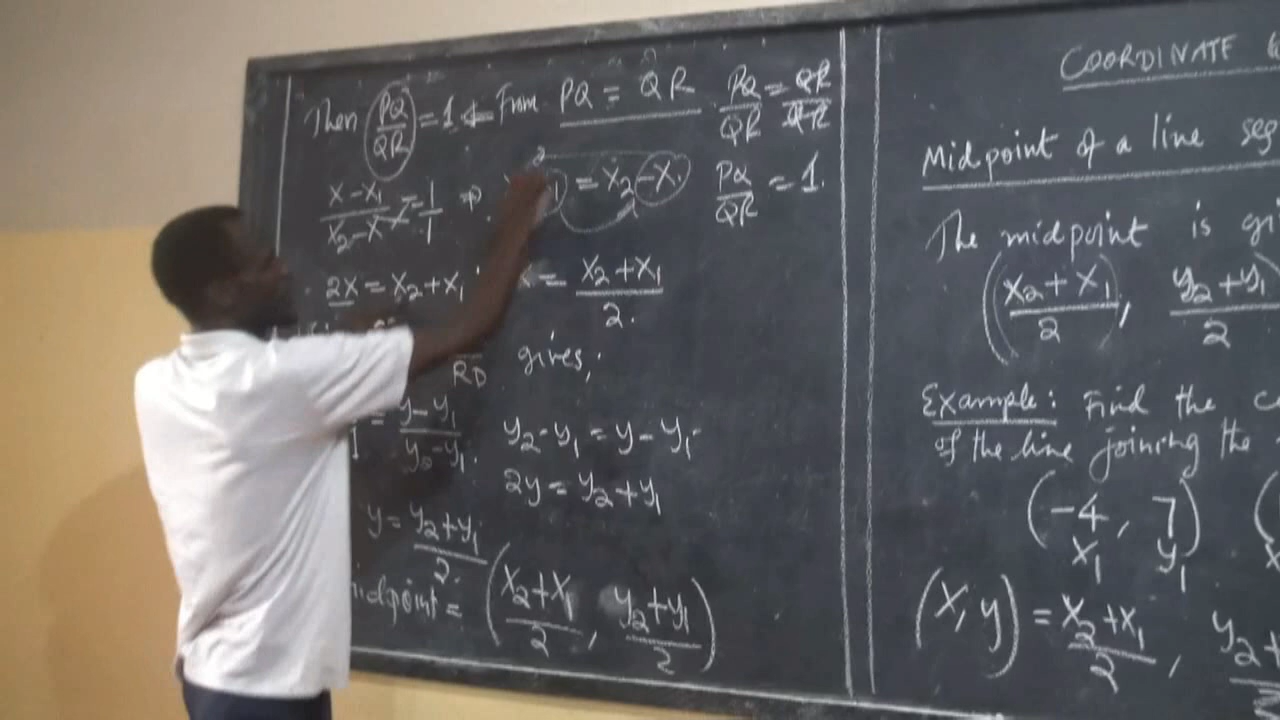 Then PQ/QR = 1 ← From PQ = QR PQ/QR = QR/QR
x-x₁/x₂-x = 1/1 ⇒ = x₂-x PQ/QR = 1.
2x = x₂+x₁ = x₂+x₁/2.
RD gives;
1 = y-y₁/y₂-y₁. y₂-y₁ = y-y₁
2y = y₂+y₁
y = y₂+y₁/2.
midpoint = (x₂+x₁/2, y₂+y₁/2)
COORDINATE
Midpoint of a line seg
The midpoint is gi
(x₂+x₁/2, y₂+y₁/2
Example: Find the
of the line joining the
(-4, 7) (
x₁ y₁
(x, y) = x₂+x₁/2, y₂+